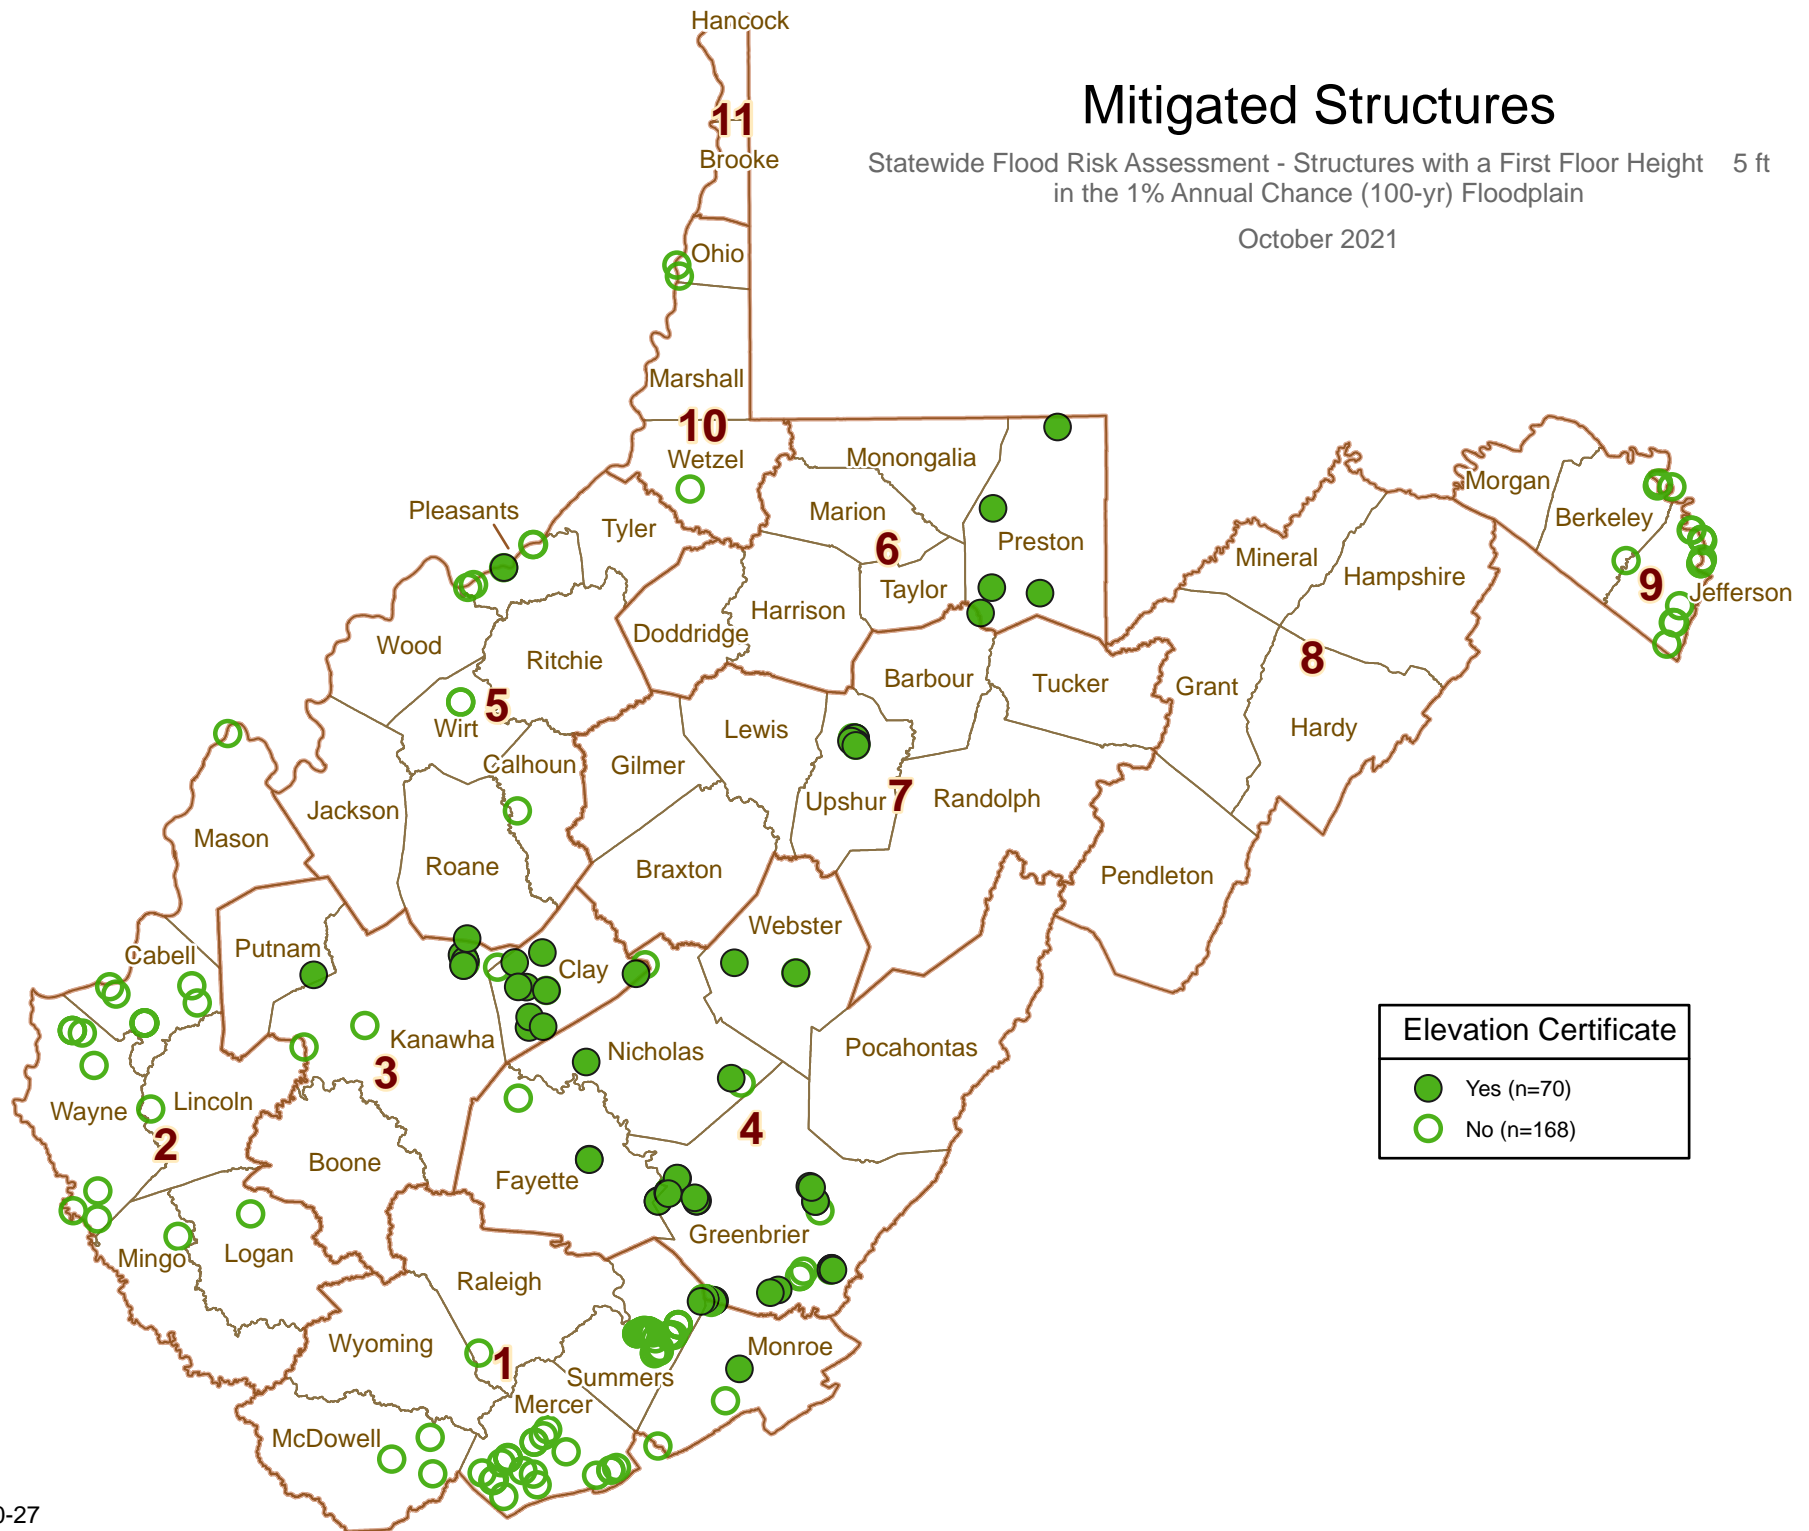 Hancock
11
Mitigated Structures
Brooke
Statewide Flood Risk Assessment - Structures with a First Floor Height 5 ft
in the 1% Annual Chance (100-yr) Floodplain
October 2021
Ohio
Marshall
10
Wetzel
Monongalia
Morgan
Pleasants
Tyler
Marion
Berkeley
6
Preston
Mineral
Hampshire
Taylor
9
Jefferson
Harrison
Doddridge
Wood
Ritchie
8
Barbour
Tucker
Grant
5
Wirt
Lewis
Hardy
Calhoun
Gilmer
Jackson
Upshur
7
Randolph
Mason
Roane
Braxton
Pendleton
Webster
Putnam
Cabell
Clay
Kanawha
Nicholas
Pocahontas
Elevation Certificate
Yes (n=70)
No (n=168)
3
Wayne
Lincoln
4
2
Boone
Fayette
Greenbrier
Mingo
Logan
Raleigh
Wyoming
1
Monroe
Summers
Mercer
McDowell
0-27